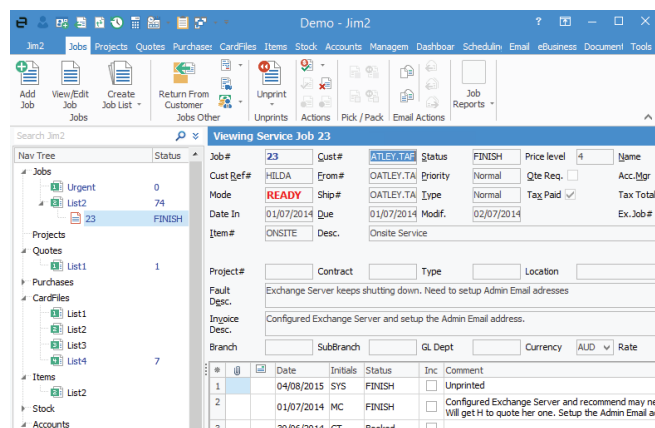 Demo - Jim2
Jim2 Jobs Projects Quotes Purchases CardFiles Items Stock Accounts Managem Dashboar Scheduling Email eBusiness Document Tools
Add Job View/Edit Job Create Job List Return From Customer Unprint Job Reports
Jobs Jobs Other Unprints Actions Pick / Pack Email Actions
Search Jim2 Viewing Service Job 23
Nav Tree Status
Jobs
Urgent 0
List2 74
23 FINISH
Projects
Quotes
List1 1
Purchases
CardFiles
List1
List2
List3
List4 7
Items
List2
Stock
Accounts
Job# 23 Cust# ATLEY.TAF Status FINISH Price level 4 Name
Cust Ref# HILDA From# OATLEY.TA Priority Normal Qte Req. Acc.Mgr
Mode READY Ship# OATLEY.TA Type Normal Tax Paid Tax Total
Date In 01/07/2014 Due 01/07/2014 Modif. 02/07/2014 Ex.Job#
Item# ONSITE Desc. Onsite Service
Project# Contract Type Location
Fault Desc. Exchange Server keeps shutting down. Need to setup Admin Email adresses
Invoice Desc. Configured Exchange Server and setup the Admin Email address.
Branch SubBranch GL Dept Currency AUD Rate
# Date Initials Status Inc Comment
1 04/08/2015 SYS FINISH Unprinted
2 01/07/2014 MC FINISH Configured Exchange Server and recommend may ne
Will get H to quote her one. Setup the Admin Email a